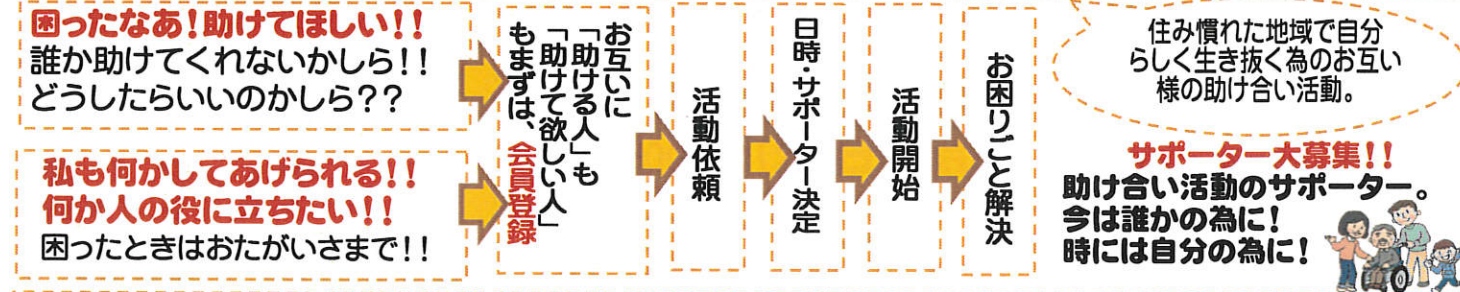 困ったなあ!助けてほしい!!
誰か助けてくれないかしら!!
どうしたらいいのかしら??
私も何かしてあげられる!!
何か人の役に立ちたい!!
困ったときはおたがいさまで!!
お互いに
「助ける人」も
「助けて欲しい人」
もまずは、会員登録
活動依頼
日時・サポーター決定
活動開始
お困りごと解決
住み慣れた地域で自分
らしく生き抜く為のお互い
様の助け合い活動。
サポーター大募集!!
助け合い活動のサポーター。
今は誰かの為に!
時には自分の為に!